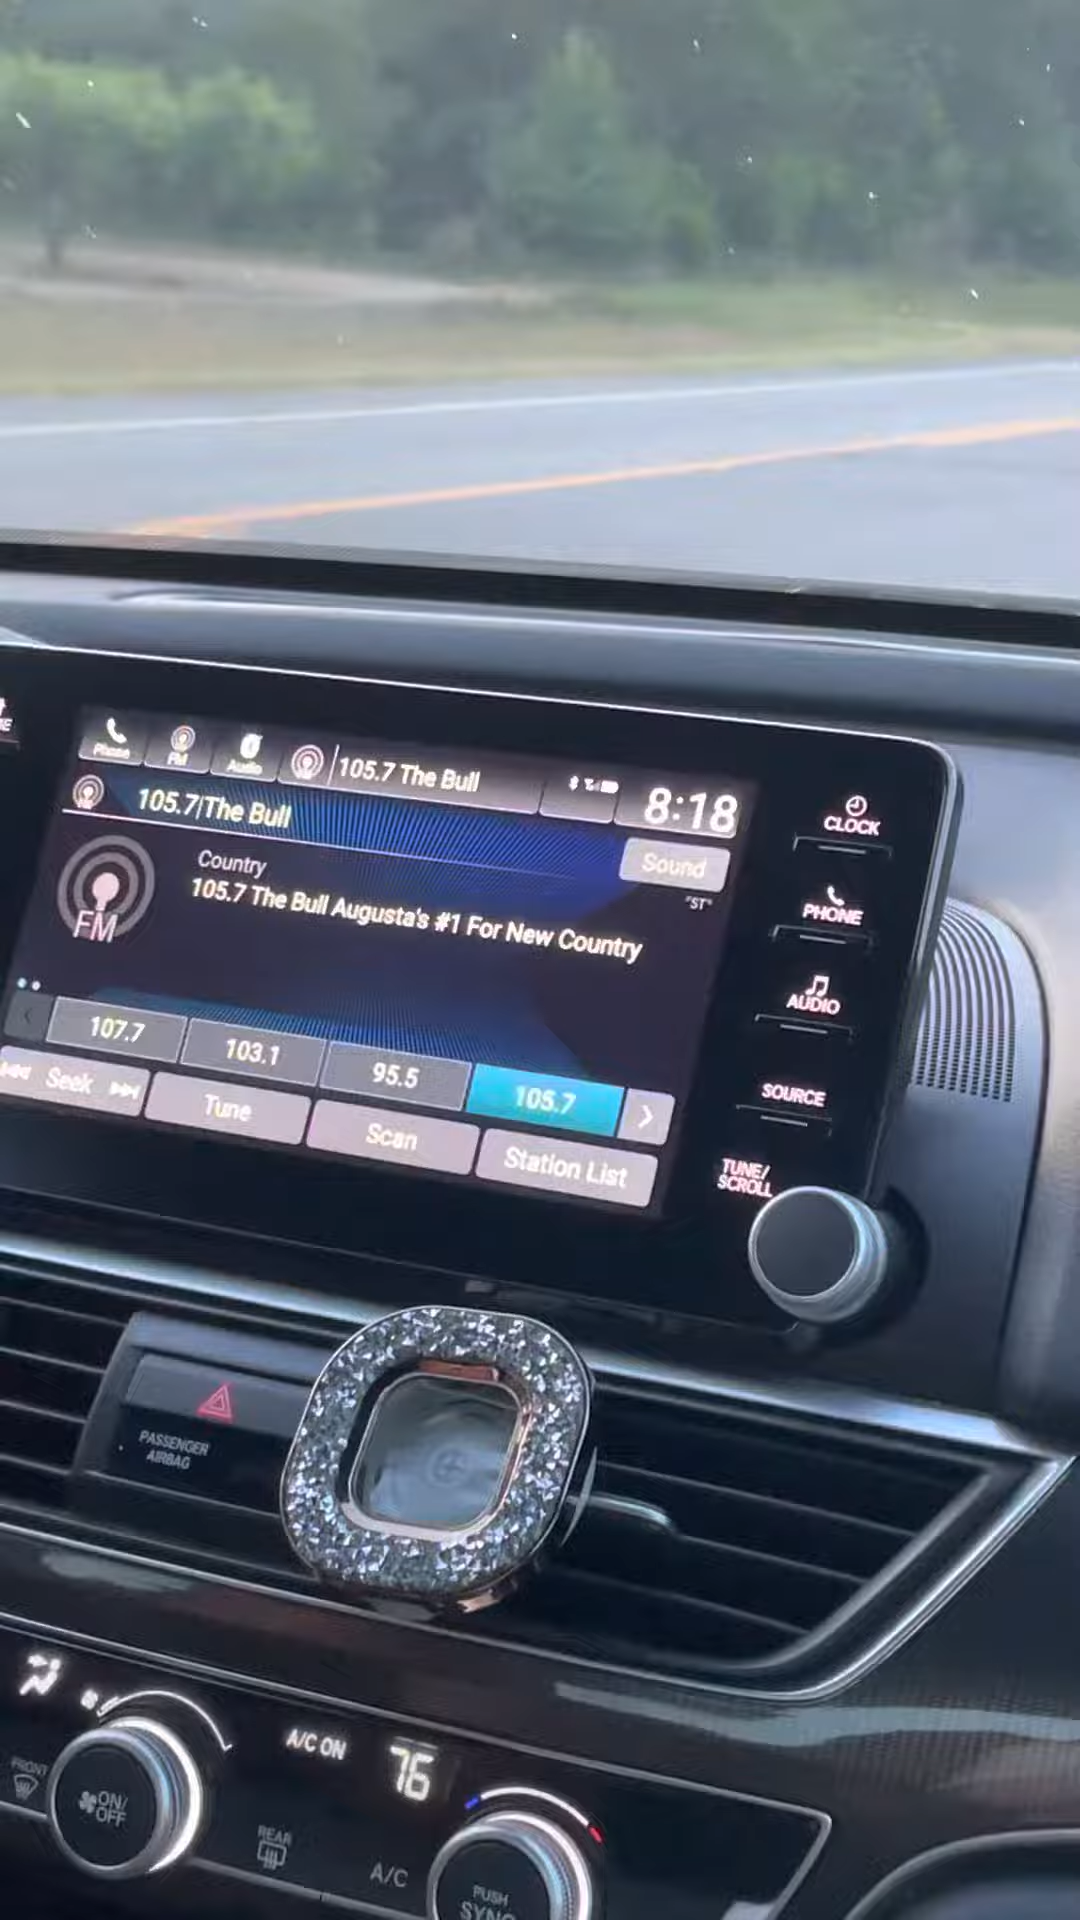 Phone
FM
Audio
105.7 The Bull
8:18
105.7|The Bull
Sound
Country
"ST"
105.7 The Bull Augusta's #1 For New Country
FM
107.7
103.1
95.5
105.7
Seek
Tune
Scan
Station List
CLOCK
PHONE
AUDIO
SOURCE
TUNE/
SCROLL
PASSENGER
AIRBAG
A/C ON
76
FRONT
ON/
OFF
REAR
A/C
PUSH
SYNC